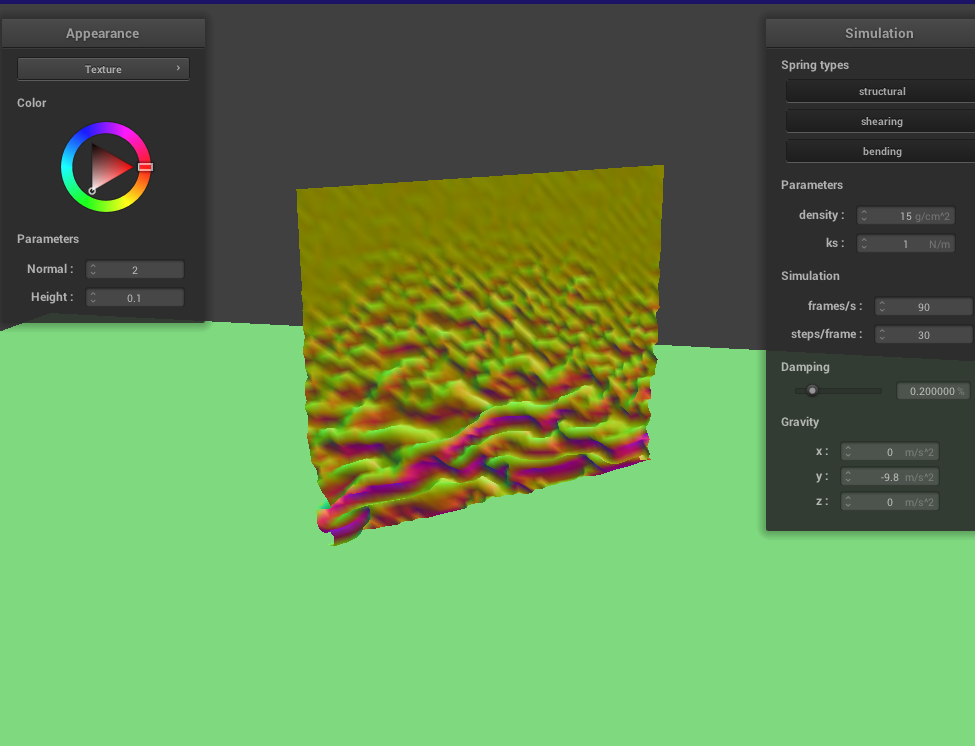 Appearance
Texture
Color
Parameters
Normal : 2
Height : 0.1
Simulation
Spring types
structural
shearing
bending
Parameters
density : 15 g/cm^2
ks : 1 N/m
Simulation
frames/s : 90
steps/frame : 30
Damping
0.200000 %
Gravity
x : 0 m/s^2
y : -9.8 m/s^2
z : 0 m/s^2